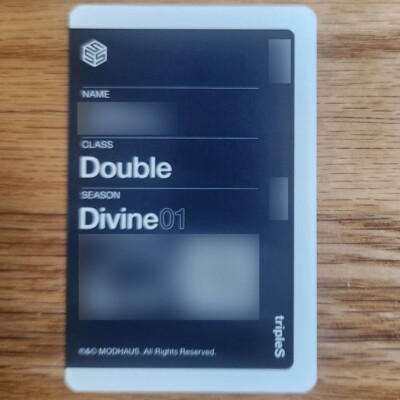 NAME
CLASS
Double
SEASON
Divine01
℗&© MODHAUS. All Rights Reserved.
tripleS